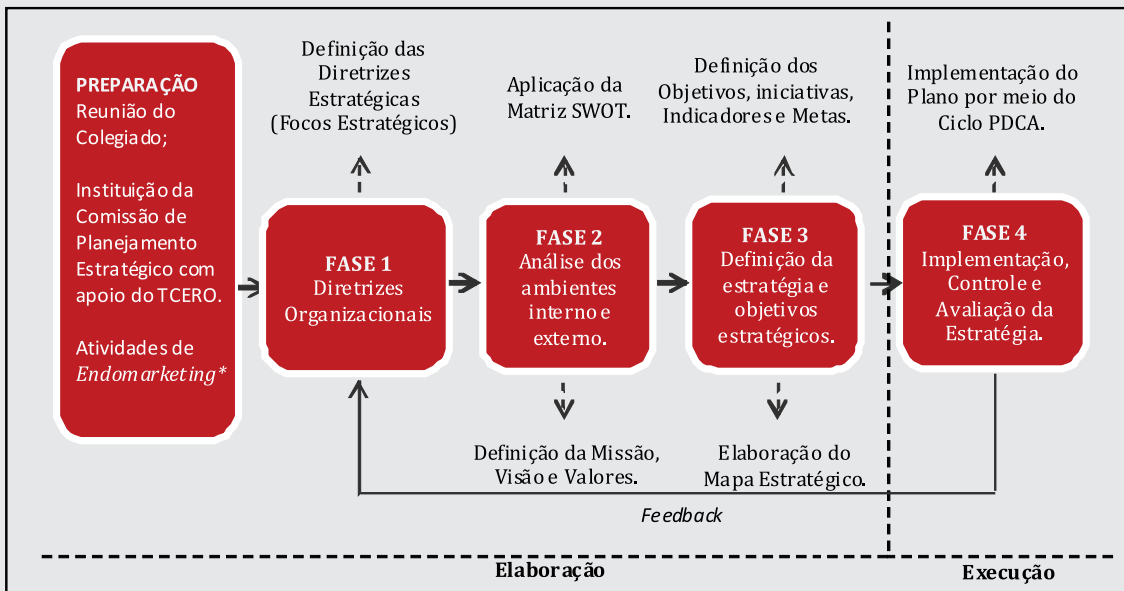 PREPARAÇÃO
Reunião do
Colegiado;
Instituição da
Comissão de
Planejamento
Estratégico com
apoio do TCERO.
Atividades de
Endomarketing*
Definição das
Diretrizes
Estratégicas
(Focos Estratégicos)
FASE 1
Diretrizes
Organizacionais
Aplicação da
Matriz SWOT.
FASE 2
Análise dos
ambientes
interno e
externo.
Definição da Missão,
Visão e Valores.
Definição dos
Objetivos, iniciativas,
Indicadores e Metas.
FASE 3
Definição da
estratégia e
objetivos
estratégicos.
Elaboração do
Mapa Estratégico.
Implementação do
Plano por meio do
Ciclo PDCA.
FASE 4
Implementação,
Controle e
Avaliação da
Estratégia.
Feedback
Elaboração
Execução